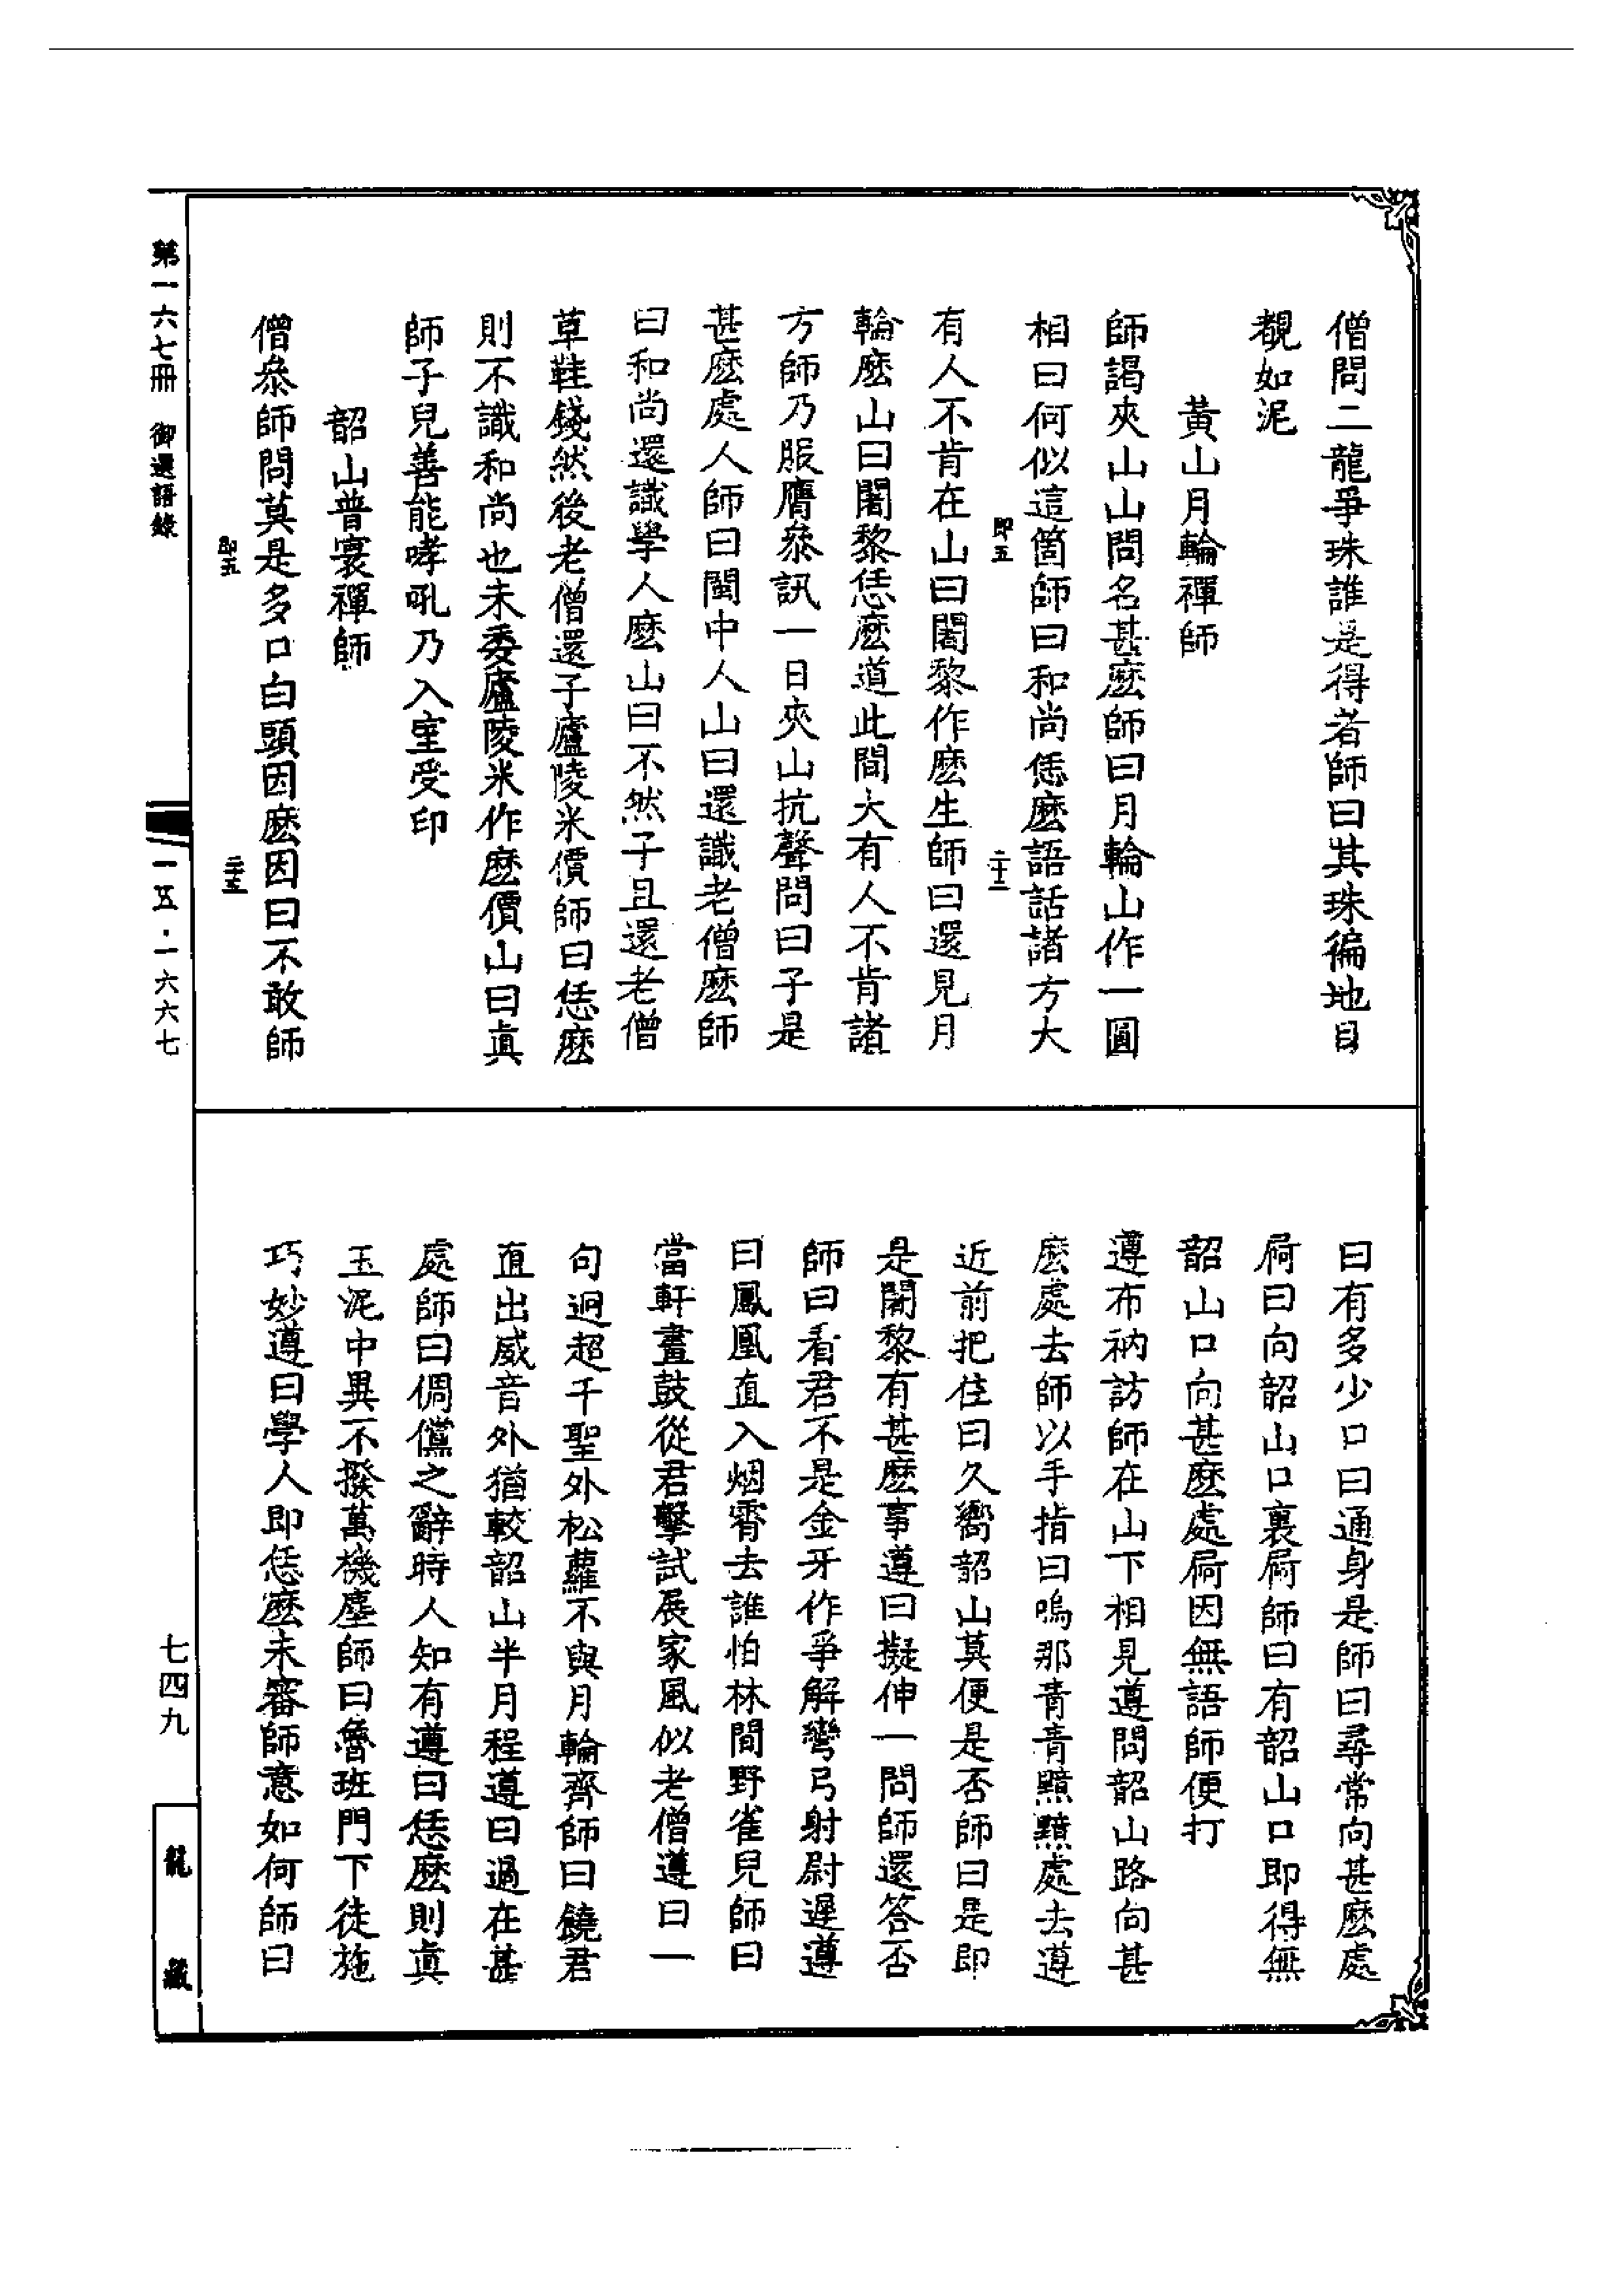 僧問二龍爭珠誰是得者師曰其珠徧地目
覩如泥
黃山月輪禪師
師謁夾山山問名甚麼師曰月輪山作一圓
相曰何似這箇師曰和尚恁麼語話諸方大
即五
二十二
有人不肯在山曰闍黎作麼生師曰還見月
輪麼山曰闍黎恁麼道此間大有人不肯諸
方師乃服膺叅訊一日夾山抗聲問曰子是
甚麼處人師曰閩中人山曰還識老僧麼師
曰和尚還識學人麼山曰不然子且還老僧
草鞋錢然後老僧還子廬陵米價師曰恁麼
則不識和尚也未委廬陵米作麼價山曰眞
師子兒善能哮吼乃入室受印
韶山普寰禪師
僧叅師問莫是多口白頭因麼因曰不敢師
即五
曰有多少口曰通身是師曰尋常向甚麼處
屙曰向韶山口裏屙師曰有韶山口即得無
韶山口向甚麼處屙因無語師便打
遵布衲訪師在山下相見遵問韶山路向甚
麼處去師以手指曰嗚那青青黯黯處去遵
近前把住曰久嚮韶山莫便是否師曰是即
是闍黎有甚麼事遵曰擬伸一問師還答否
師曰看君不是金牙作爭解彎弓射尉遲遵
曰鳳凰直入烟霄去誰怕林間野雀兒師曰
當軒畫鼓從君擊試展家風似老僧遵曰一
句迥超千聖外松蘿不與月輪齊師曰饒君
直出威音外猶較韶山半月程遵曰過在甚
處師曰倜儻之辭時人知有遵曰恁麼則眞
玉泥中異不撥萬機塵師曰魯班門下徒施
巧妙遵曰學人即恁麼未審師意如何師曰
第一六七冊 御選語錄
一五·一六六七
七四九
龍藏